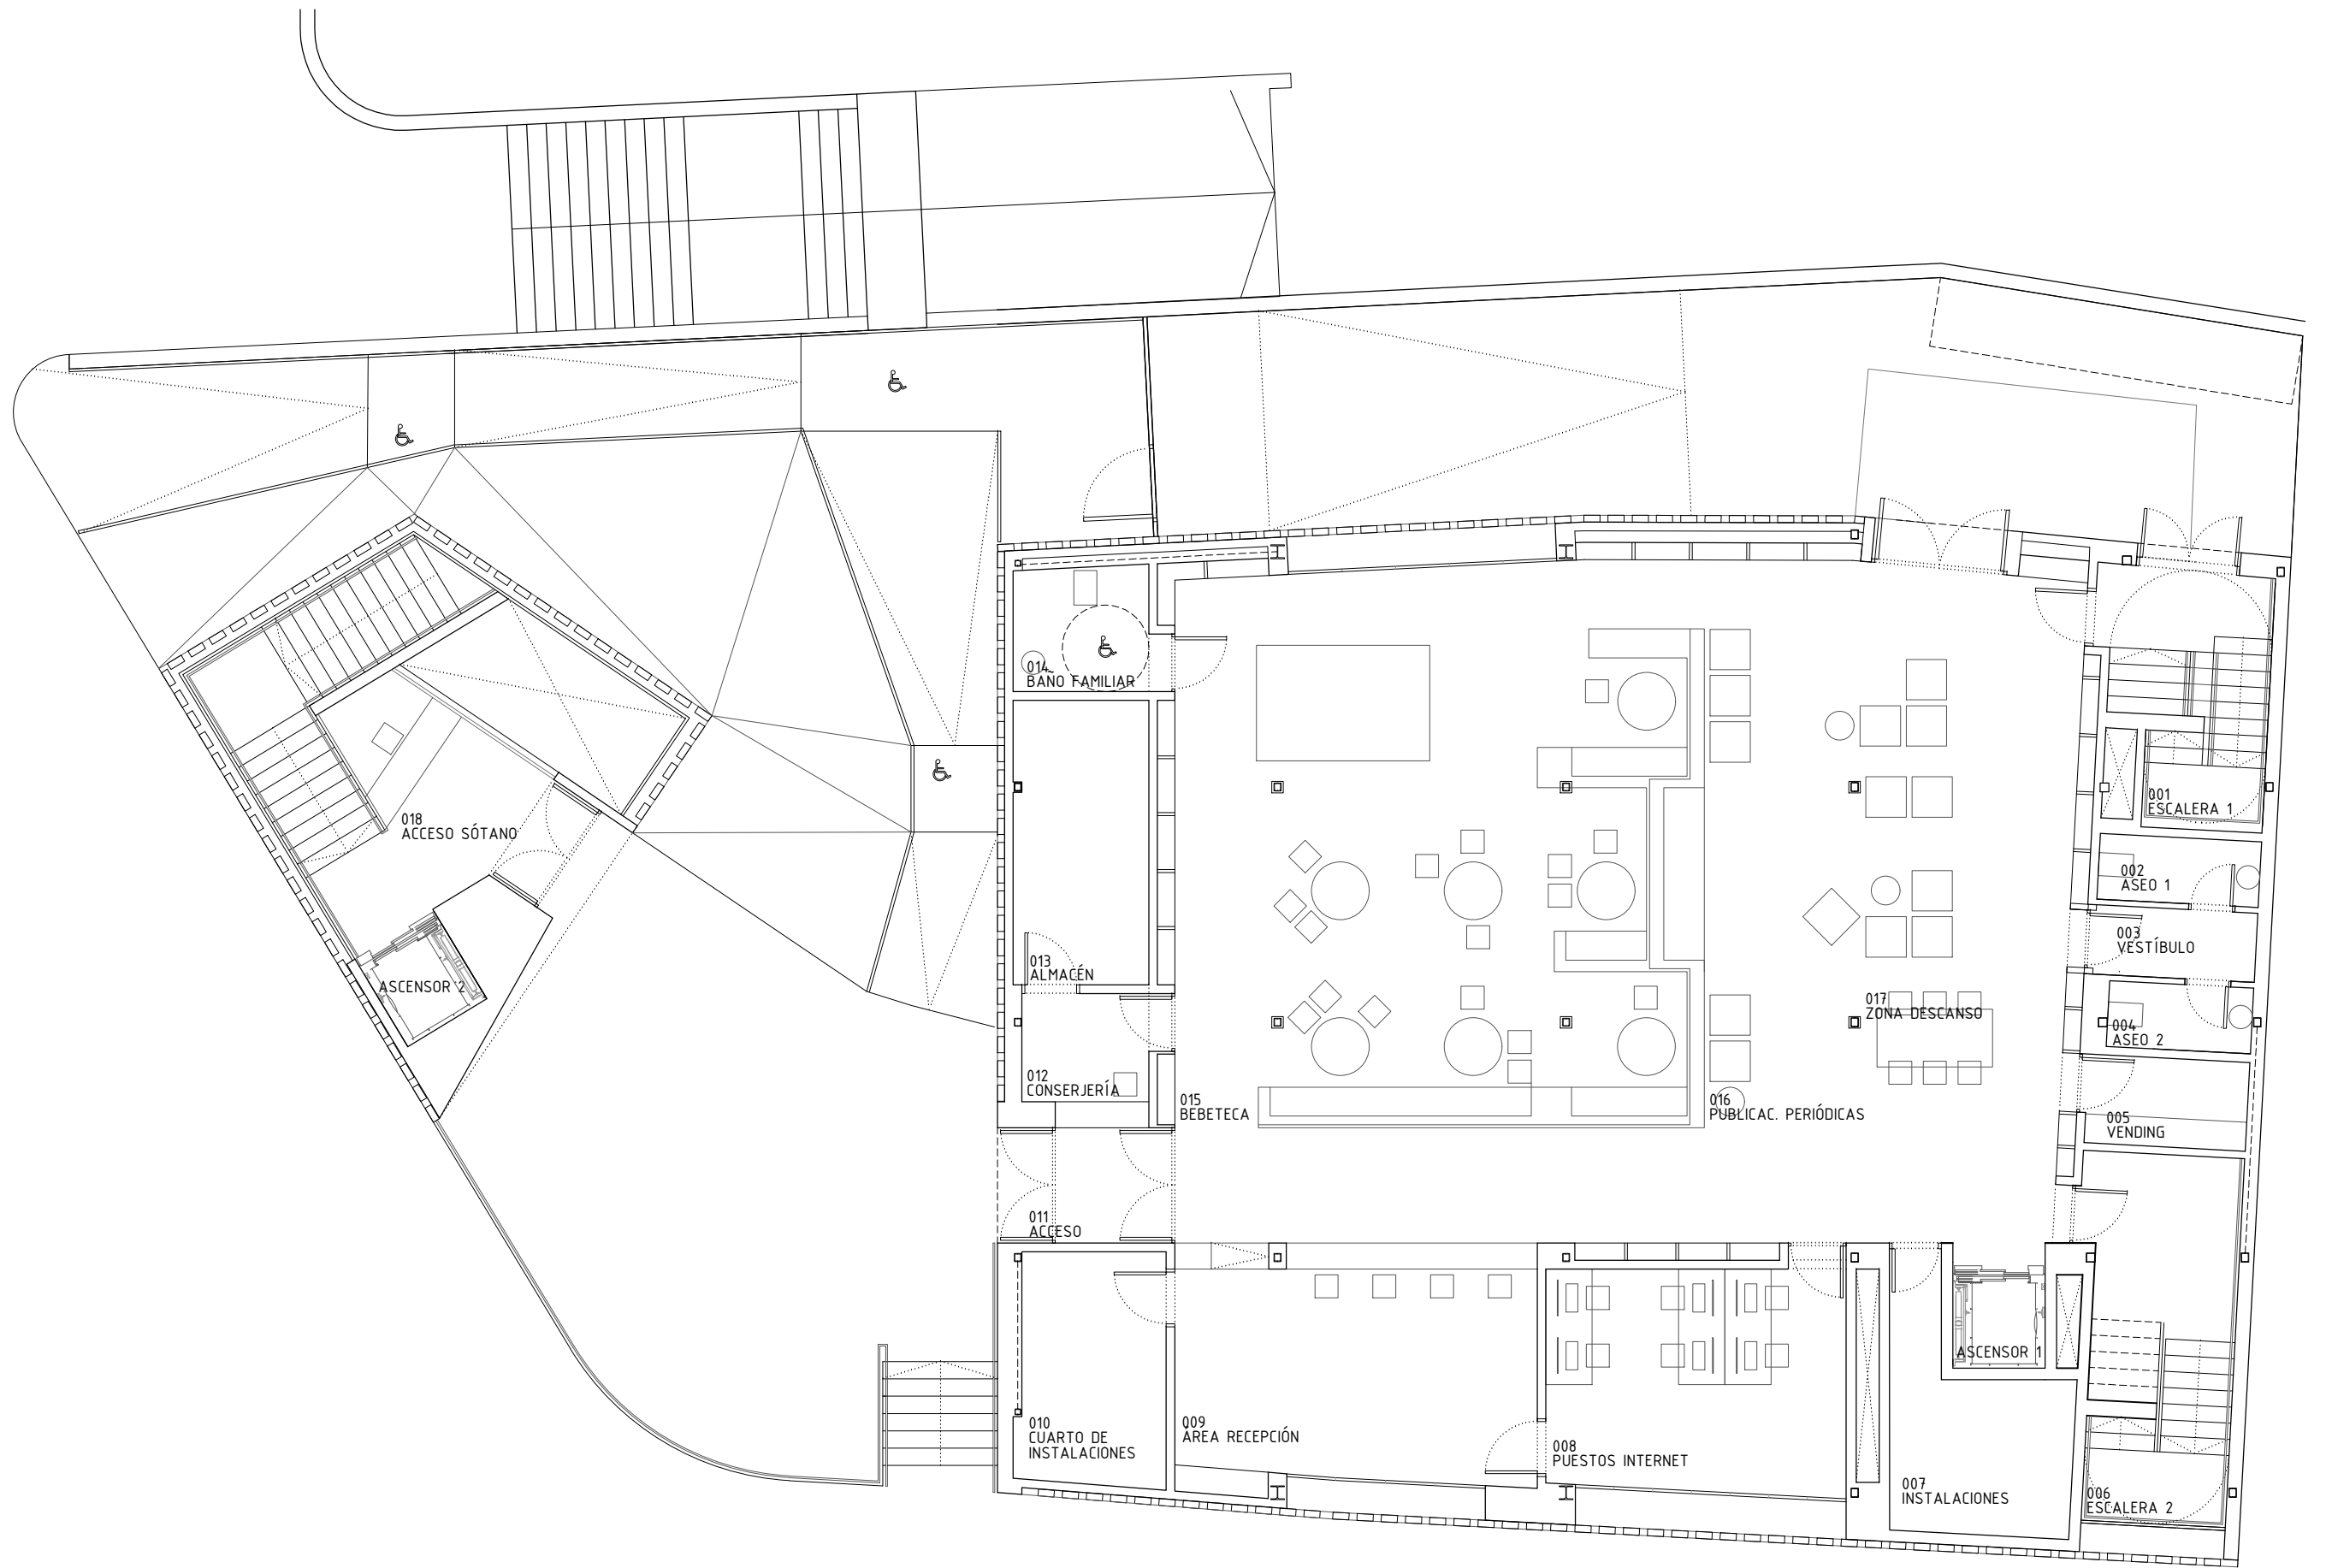 014
BAÑO FAMILIAR
001
ESCALERA 1
018
ACCESO SÓTANO
002
ASEO 1
003
VESTÍBULO
013
ALMACÉN
ASCENSOR 2
017
ZONA DESCANSO
004
ASEO 2
012
CONSERJERÍA
015
BEBETECA
016
PUBLICAC. PERIÓDICAS
005
VENDING
011
ACCESO
ASCENSOR 1
010
CUARTO DE
INSTALACIONES
009
ÁREA RECEPCIÓN
008
PUESTOS INTERNET
007
INSTALACIONES
006
ESCALERA 2